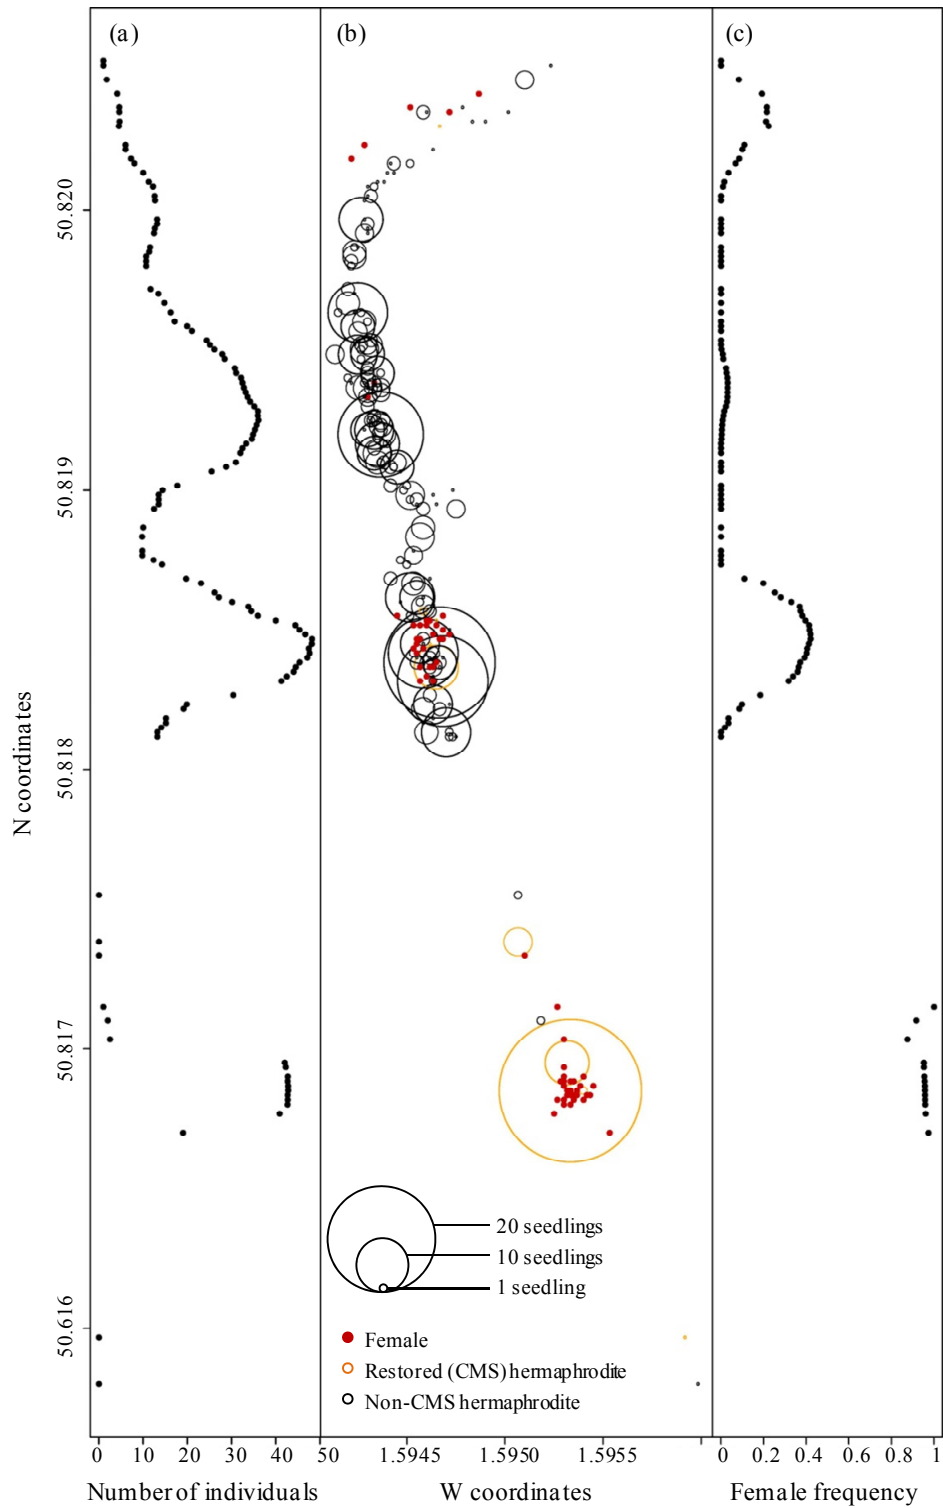 (a)
(b)
(c)
N coordinates
50.820
50.819
50.818
50.817
50.616
20 seedlings
10 seedlings
1 seedling
Female
Restored (CMS) hermaphrodite
Non-CMS hermaphrodite
0 10 20 30 40 50
1.5945 1.5950 1.5955
0 0.2 0.4 0.6 0.8 1
Number of individuals
W coordinates
Female frequency